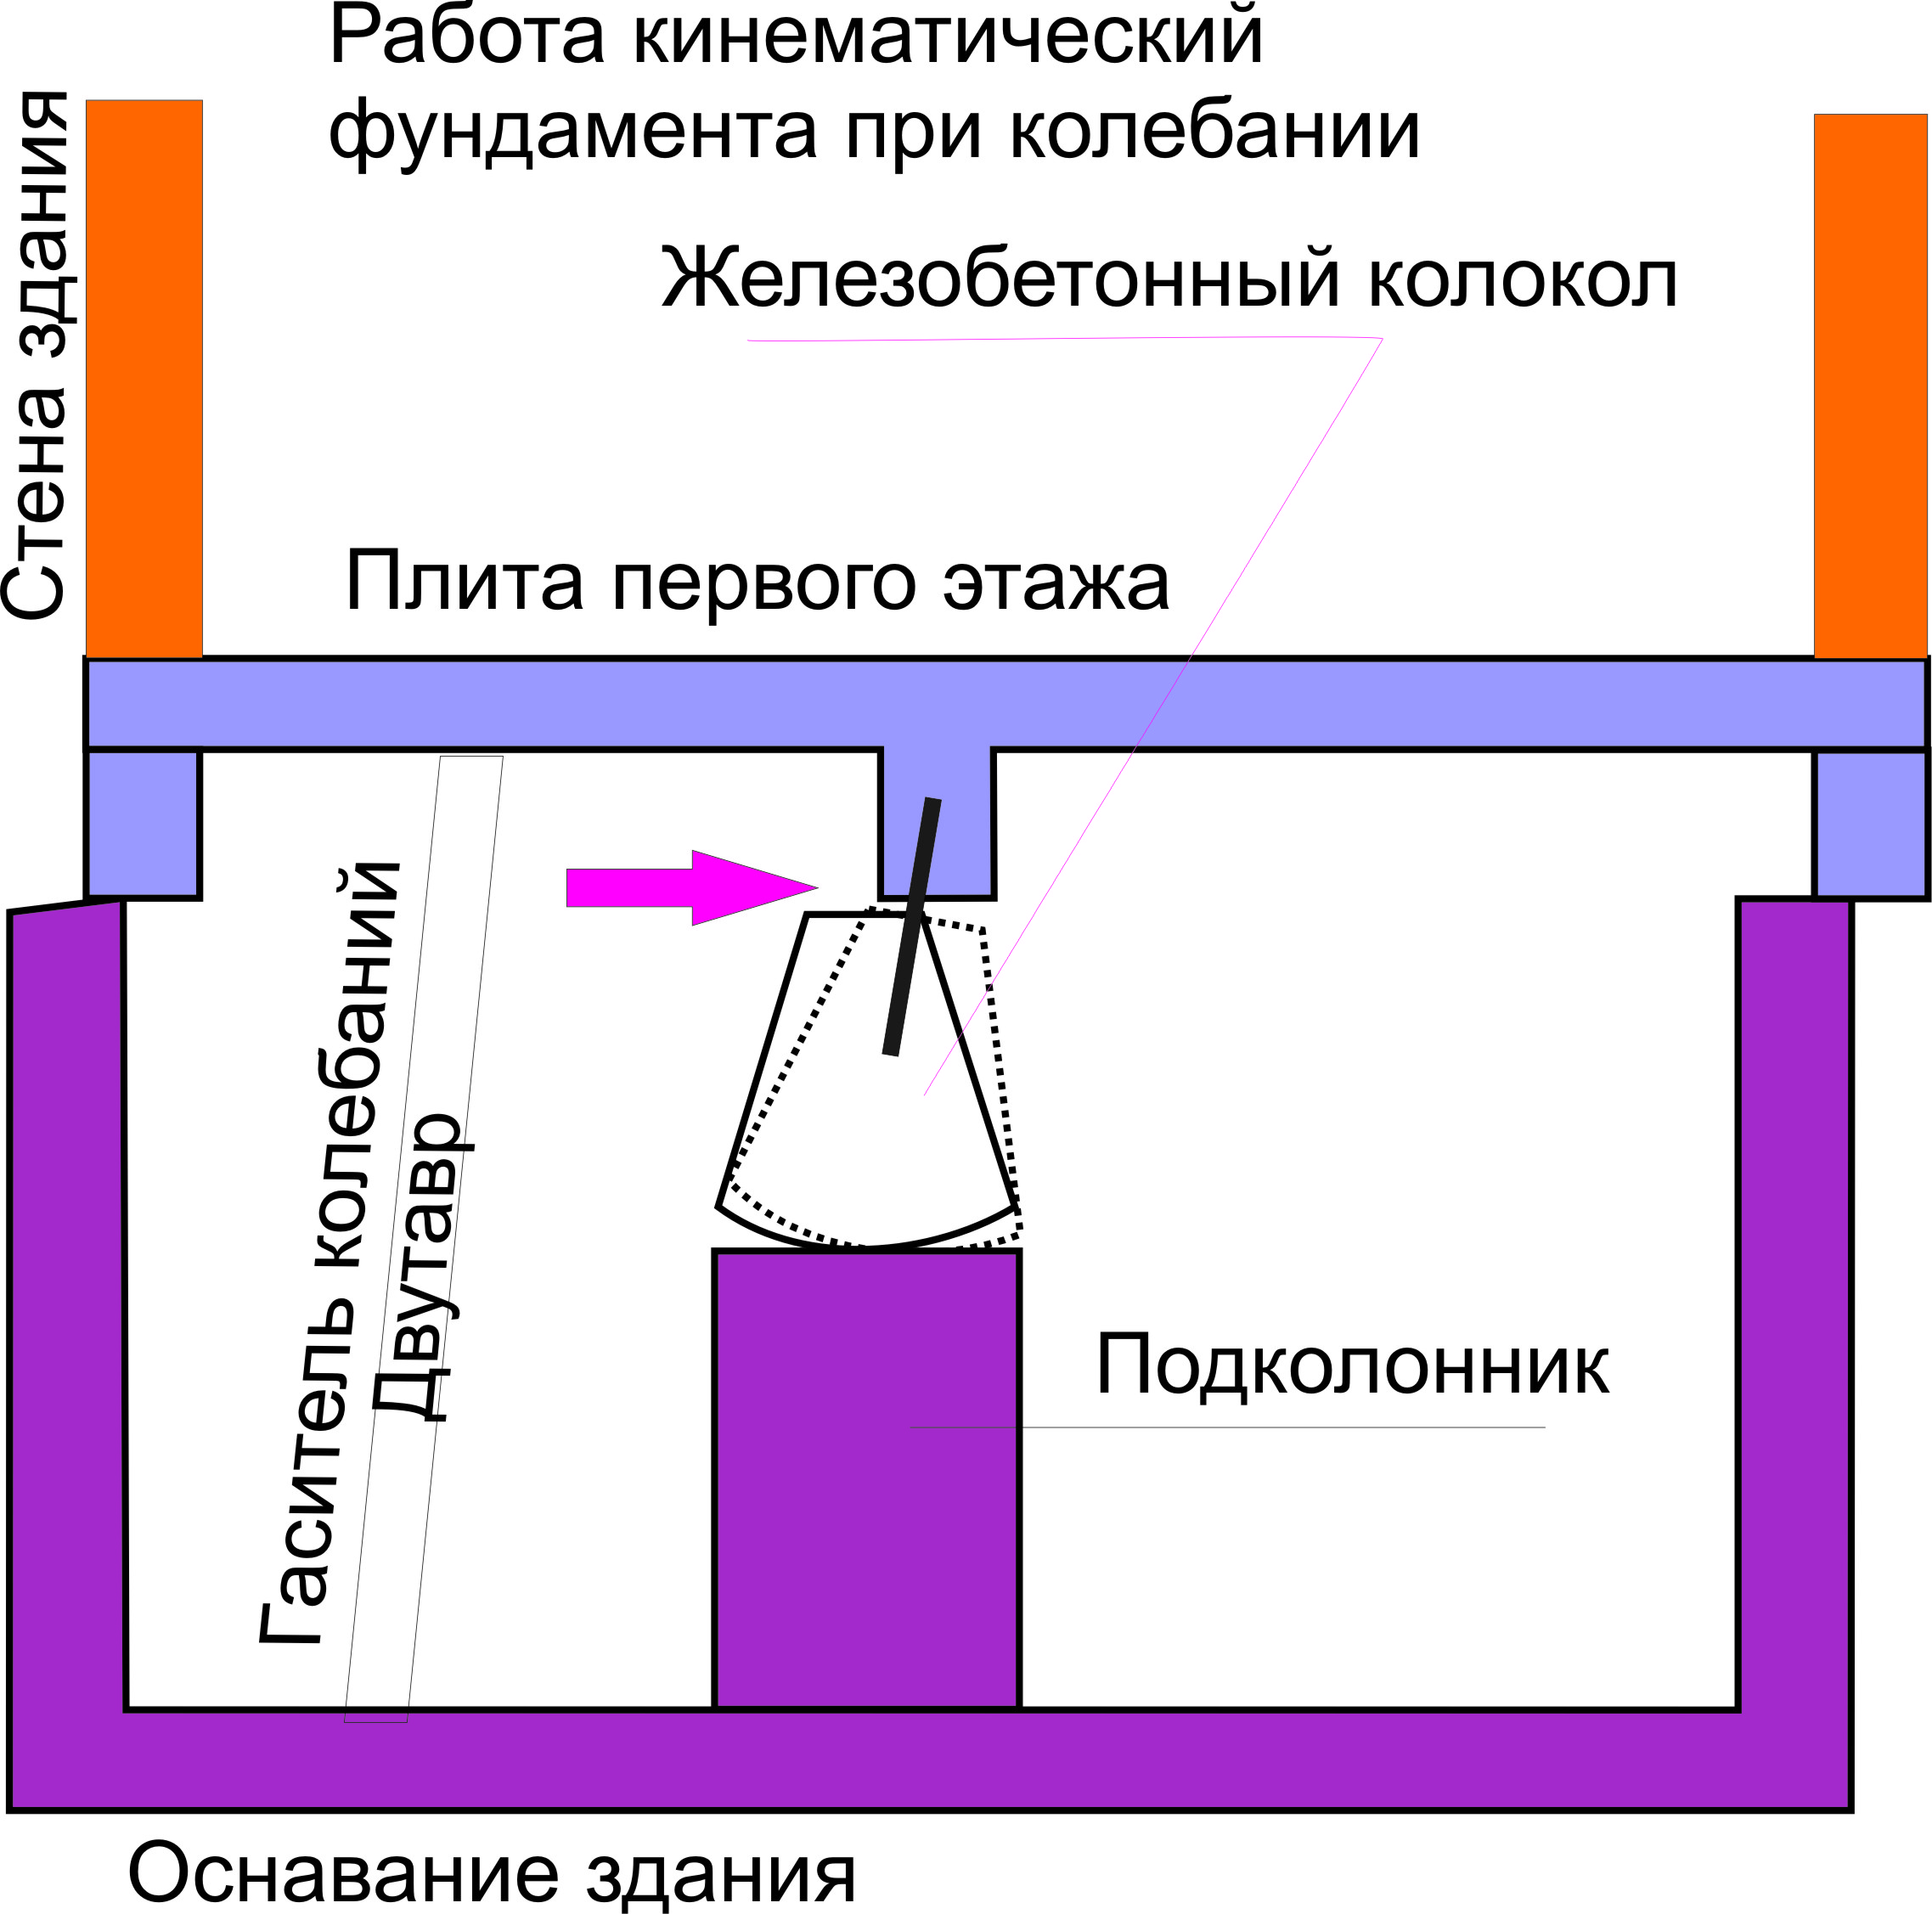 Работа кинематический
фундамента при колебании
Железобетонный колокол
Стена здания
Плита первого этажа
Гаситель колебаний
Двутавр
Подколонник
Оснавание здания